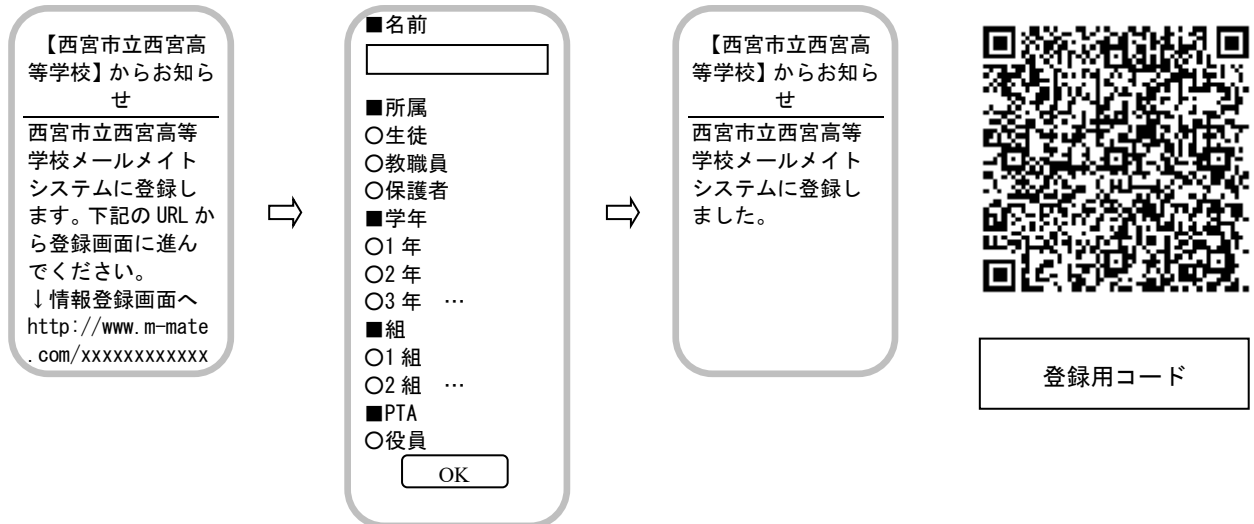 【西宮市立西宮高
等学校】からお知ら
せ
西宮市立西宮高等
学校メールメイト
システムに登録し
ます。下記の URL か
ら登録画面に進ん
でください。
↓情報登録画面へ
http://www.m-mate
.com/xxxxxxxxxxxx
⇨
■名前
■所属
○生徒
○教職員
○保護者
■学年
○1 年
○2 年
○3 年 …
■組
○1 組
○2 組 …
■PTA
○役員
OK
⇨
【西宮市立西宮高
等学校】からお知ら
せ
西宮市立西宮高等
学校メールメイト
システムに登録し
ました。
登録用コード